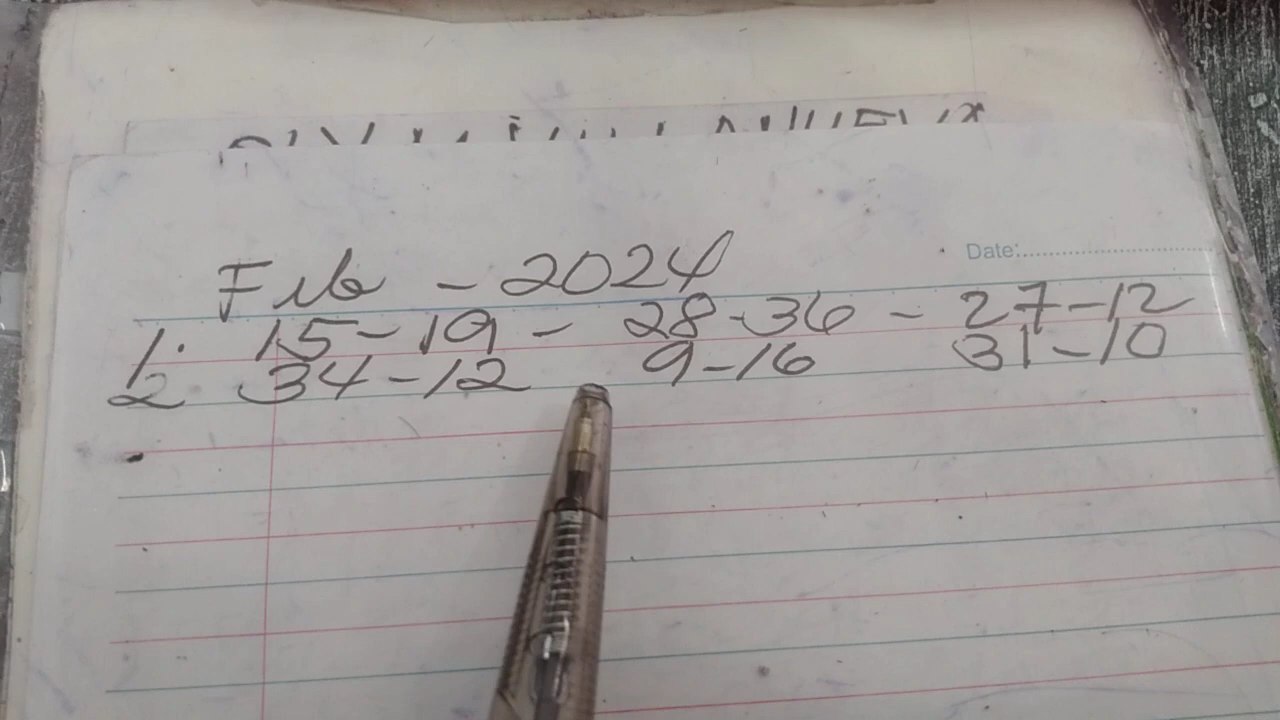 Date:
Feb - 2024
1. 15-19 - 28-36 - 27-12
2 34-12 9-16 31-10